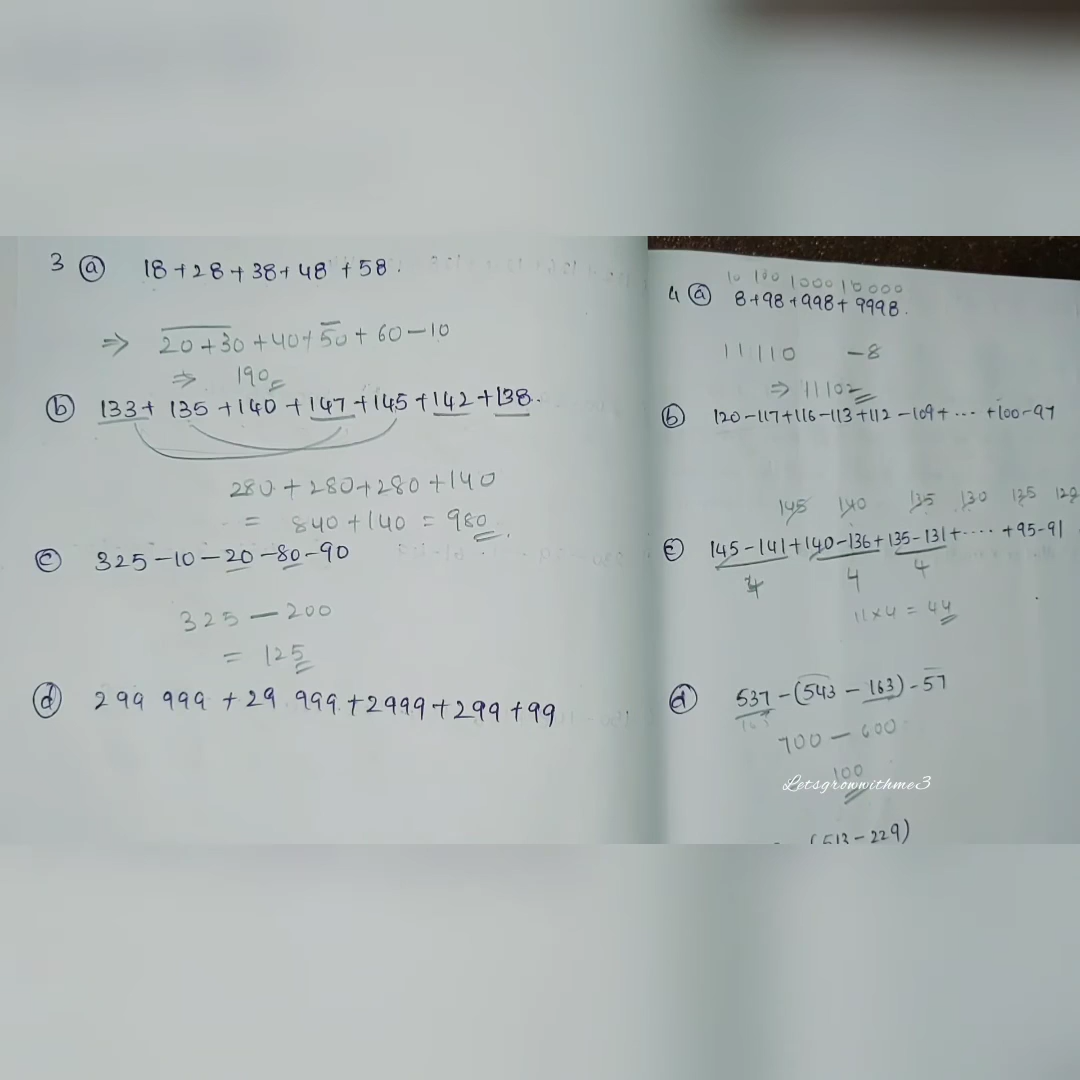 3 (a) 18 + 28 + 38 + 48 + 58.
⇒ 20 + 30 + 40 + 50 + 60 - 10
⇒ 190
(b) 133 + 135 + 140 + 147 + 145 + 142 + 138.
280 + 280 + 280 + 140
= 840 + 140 = 980.
(c) 325 - 10 - 20 - 80 - 90
325 - 200
= 125
(d) 299 999 + 29 999 + 2999 + 299 + 99
10 100 1000 10000
4 (a) 8 + 98 + 998 + 9998.
11110 - 8
⇒ 11102
(b) 120 - 117 + 116 - 113 + 112 - 109 + ... + 100 - 97
145 140 135 130 125
(c) 145 - 141 + 140 - 136 + 135 - 131 + .... + 95 - 91
4 4 4
11 × 4 = 44
(d) 537 - (543 - 163) - 57
700 - 600
100
Letsgrowwithme3
(513 - 229)